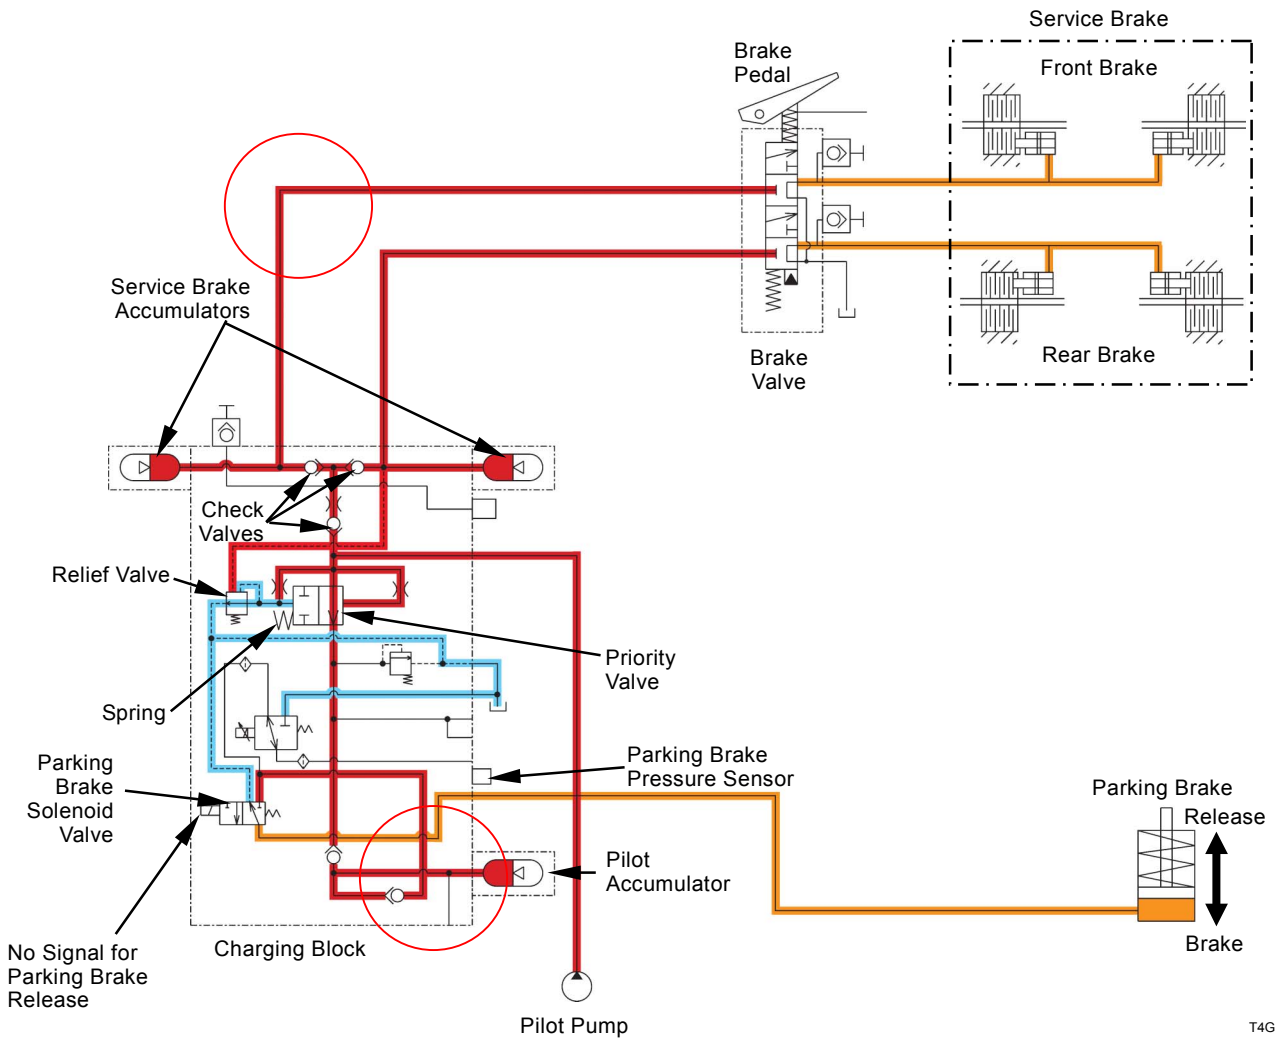 Service Brake
Brake
Pedal
Front Brake
Service Brake
Accumulators
Brake
Valve
Rear Brake
Check
Valves
Relief Valve
Priority
Valve
Spring
Parking
Brake
Solenoid
Valve
Parking Brake
Pressure Sensor
Parking Brake
Release
Pilot
Accumulator
Brake
No Signal for
Parking Brake
Release
Charging Block
Pilot Pump
T4G